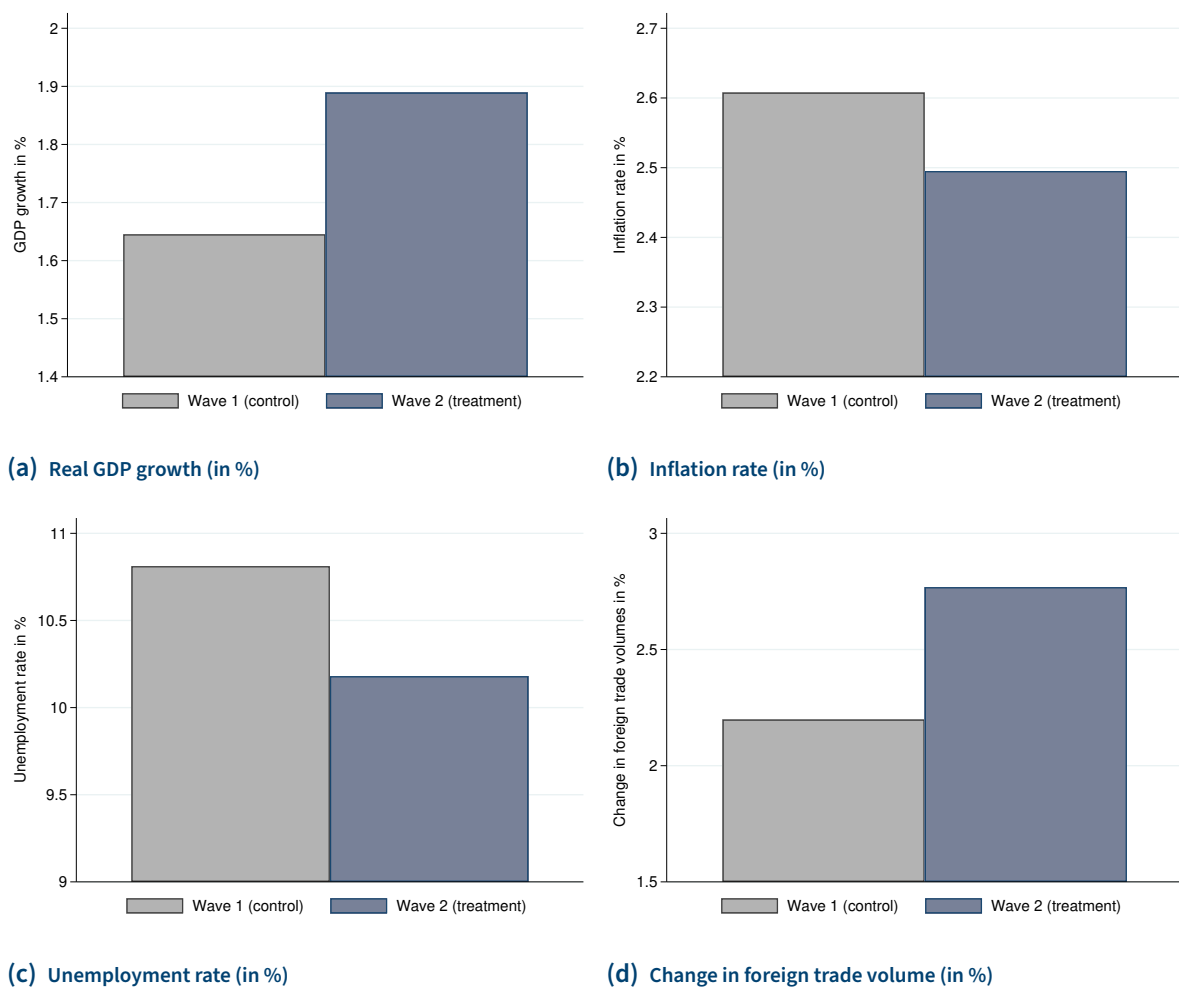 GDP growth in %
2
1.9
1.8
1.7
1.6
1.5
1.4
Wave 1 (control) Wave 2 (treatment)
(a) Real GDP growth (in %)
Inflation rate in %
2.7
2.6
2.5
2.4
2.3
2.2
Wave 1 (control) Wave 2 (treatment)
(b) Inflation rate (in %)
Unemployment rate in %
11
10.5
10
9.5
9
Wave 1 (control) Wave 2 (treatment)
(c) Unemployment rate (in %)
Change in foreign trade volumes in %
3
2.5
2
1.5
Wave 1 (control) Wave 2 (treatment)
(d) Change in foreign trade volume (in %)